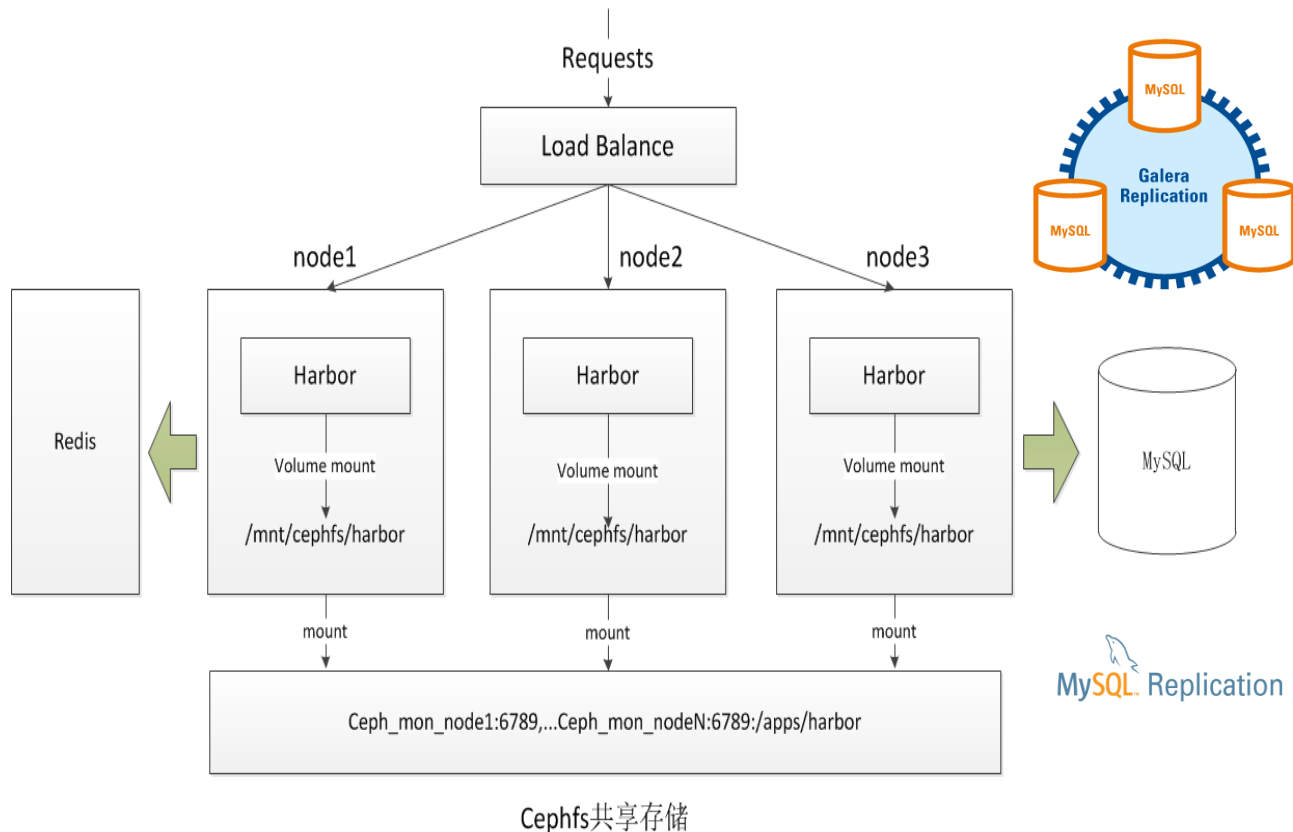 Requests
Load Balance
MySQL
Galera
Replication
MySQL
MySQL
node1
node2
node3
Redis
Harbor
Volume mount
/mnt/cephfs/harbor
Harbor
Volume mount
/mnt/cephfs/harbor
Harbor
Volume mount
/mnt/cephfs/harbor
MySQL
mount
mount
mount
MySQL™ Replication
Ceph_mon_node1:6789,...Ceph_mon_nodeN:6789:/apps/harbor
Cephfs共享存储